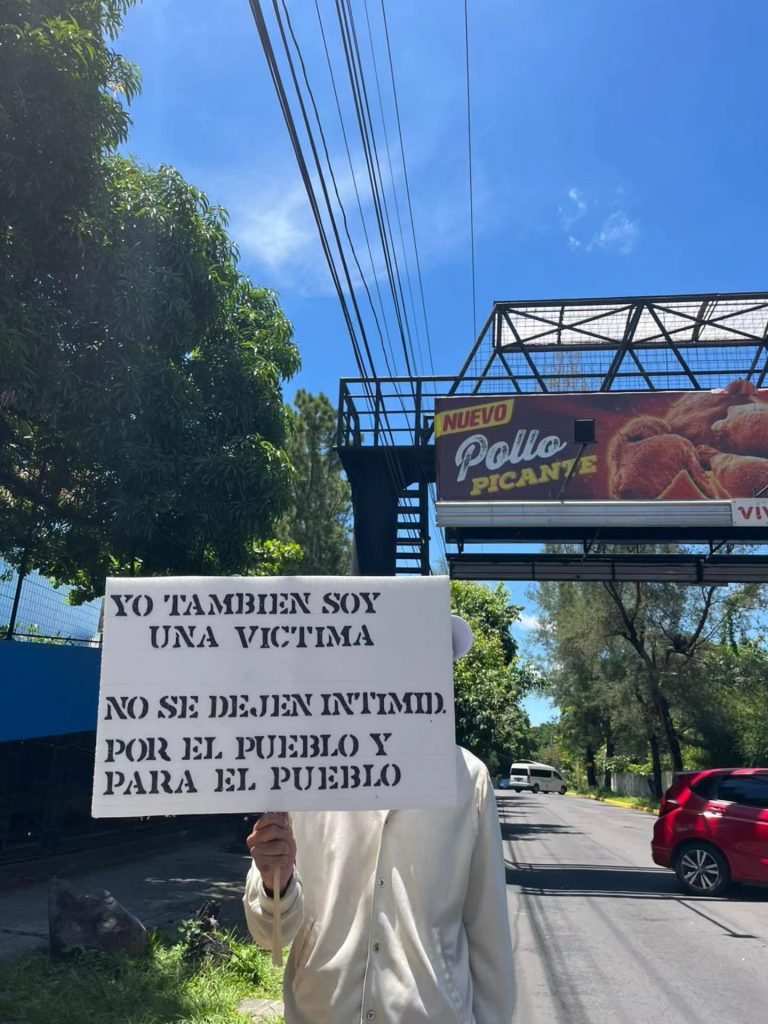 NUEVO
Pollo
PICANTE
YO TAMBIEN SOY
UNA VICTIMA
NO SE DEJEN INTIMID.
POR EL PUEBLO Y
PARA EL PUEBLO